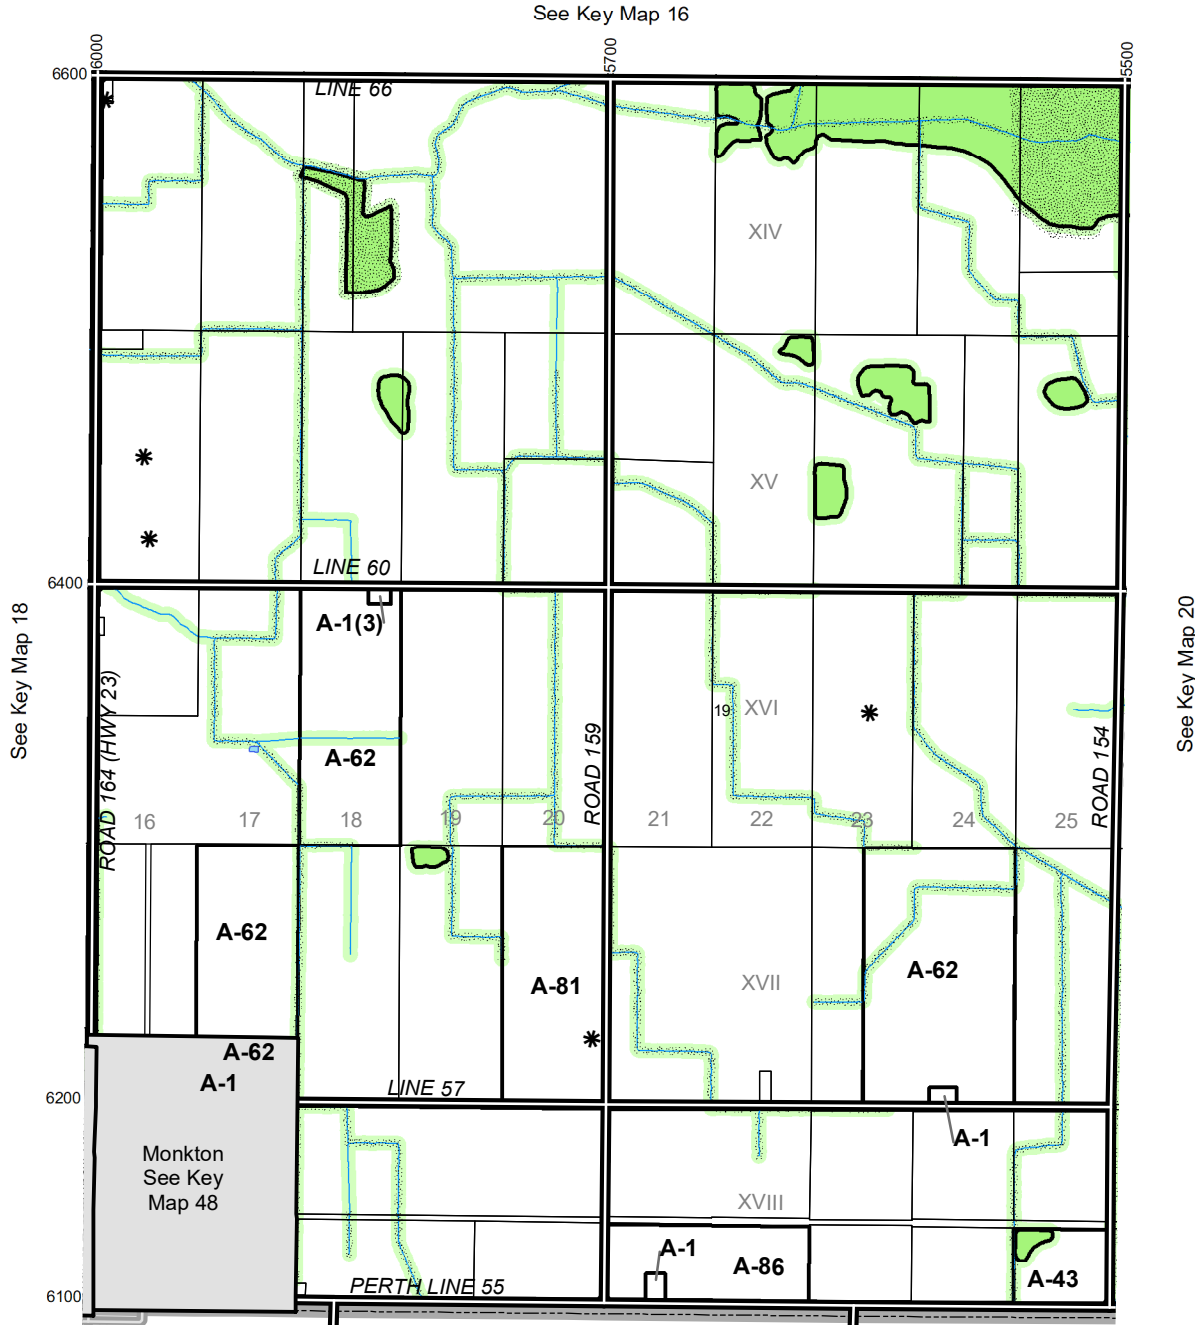 See Key Map 16
6000
5700
5500
6600
LINE 66
XIV
XV
LINE 60
6400
A-1(3)
See Key Map 18
See Key Map 20
ROAD 164 (HWY 23)
ROAD 159
ROAD 154
19
XVI
A-62
16
17
18
19
20
21
22
23
24
25
A-62
A-81
XVII
A-62
A-62
A-1
LINE 57
6200
A-1
Monkton
See Key
Map 48
XVIII
A-1
A-86
A-43
PERTH LINE 55
6100